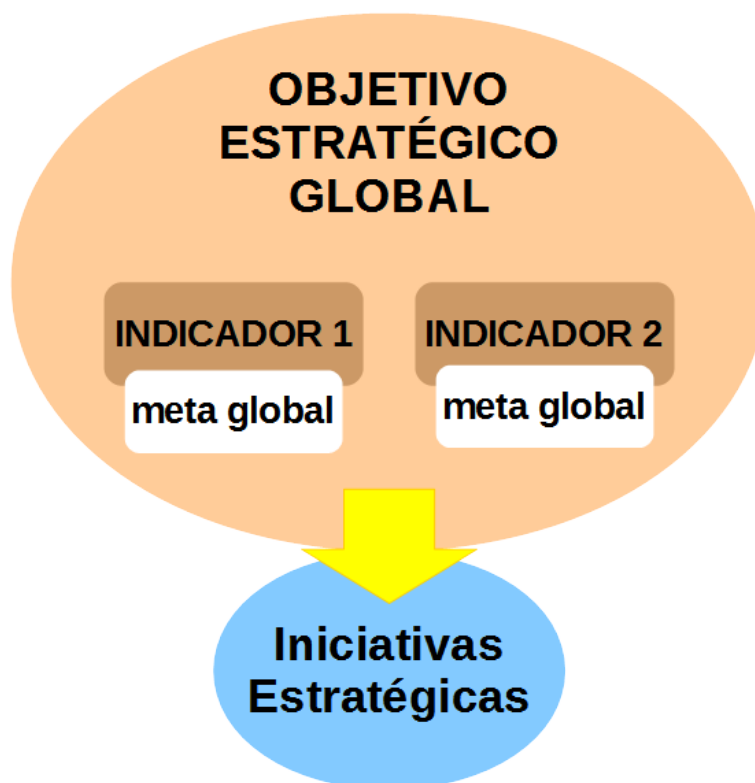 OBJETIVO
ESTRATÉGICO
GLOBAL
INDICADOR 1
meta global
INDICADOR 2
meta global
Iniciativas
Estratégicas